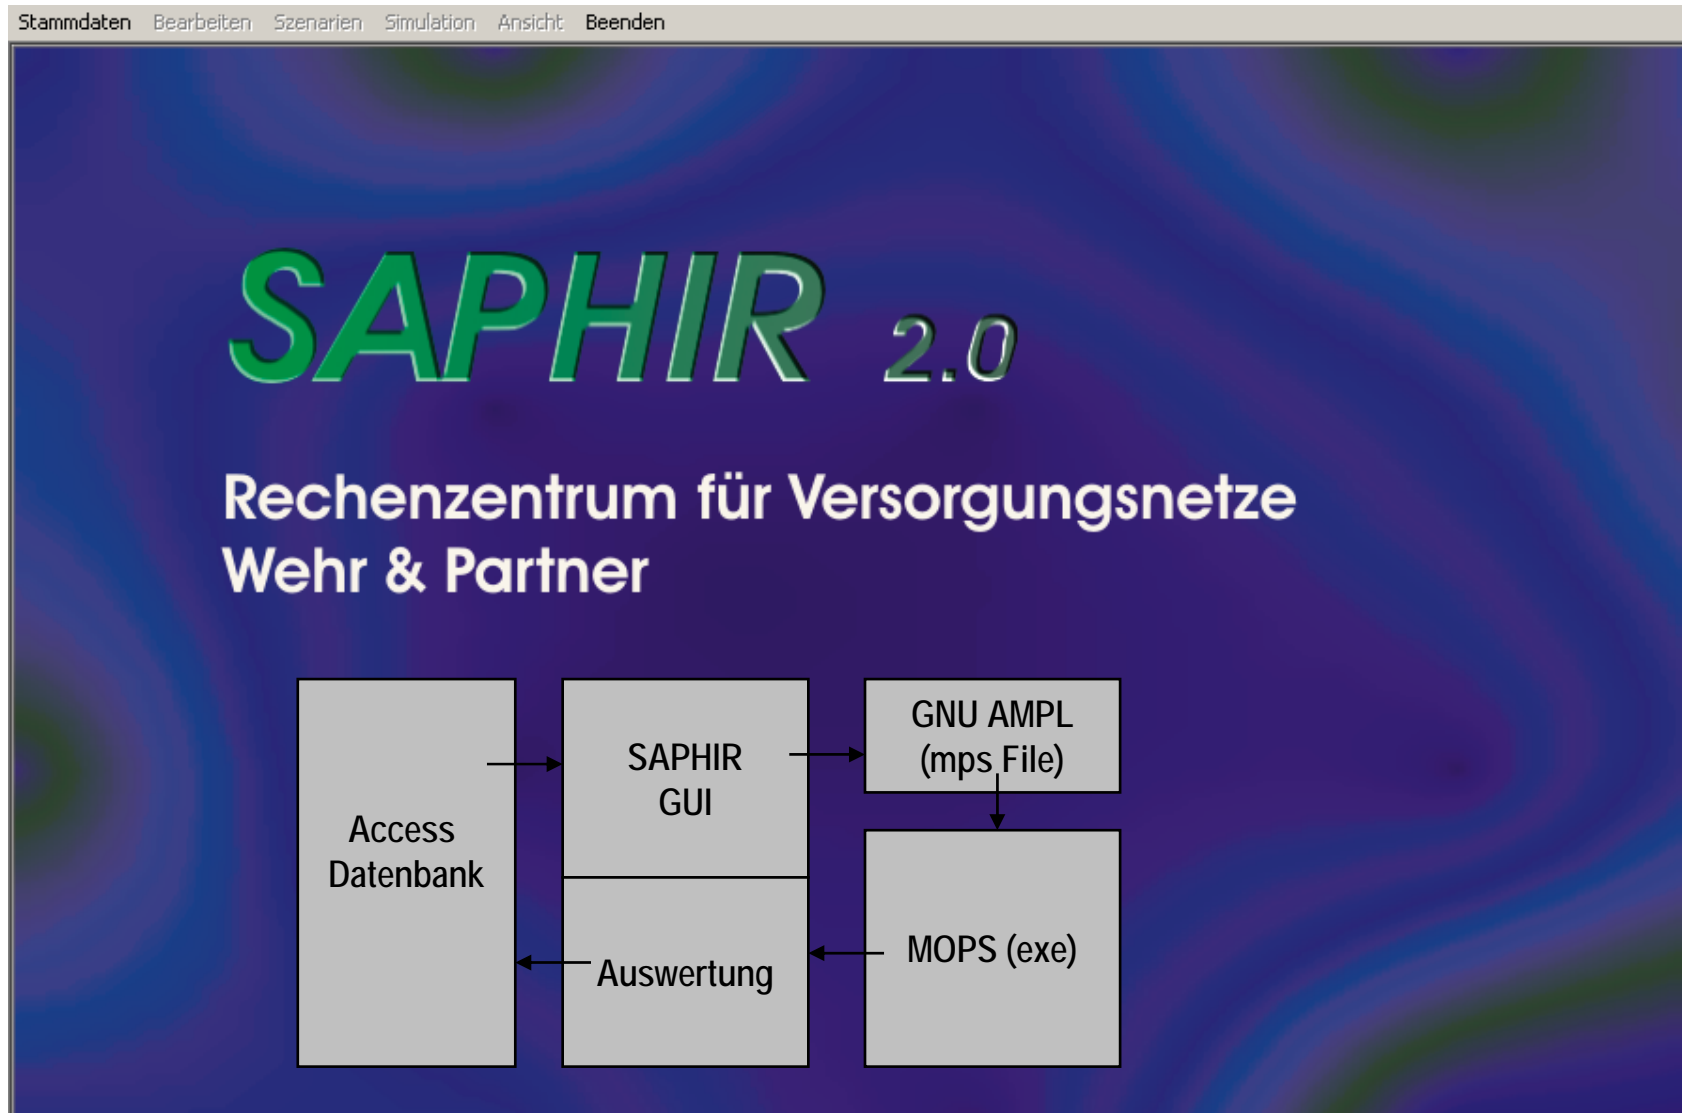 Stammdaten Bearbeiten Szenarien Simulation Ansicht Beenden
SAPHIR 2.0
Rechenzentrum für Versorgungsnetze
Wehr & Partner
Access
Datenbank
SAPHIR
GUI
GNU AMPL
(mps File)
Auswertung
MOPS (exe)